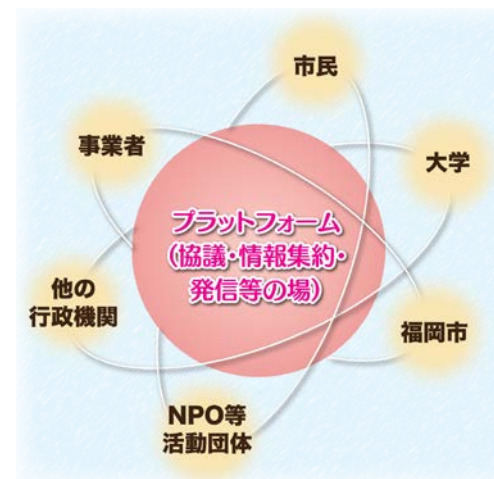 市民
事業者
大学
プラットフォーム
(協議・情報集約・
発信等の場)
他の
行政機関
福岡市
NPO等
活動団体